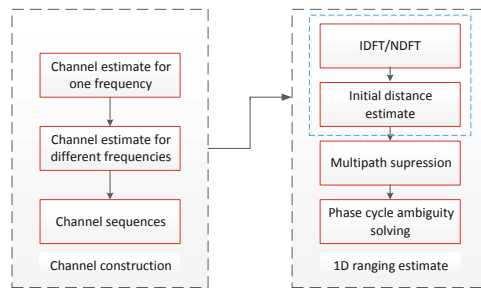 Channel estimate for
one frequency
Channel estimate for
different frequencies
Channel sequences
Channel construction
IDFT/NDFT
Initial distance
estimate
Multipath supression
Phase cycle ambiguity
solving
1D ranging estimate